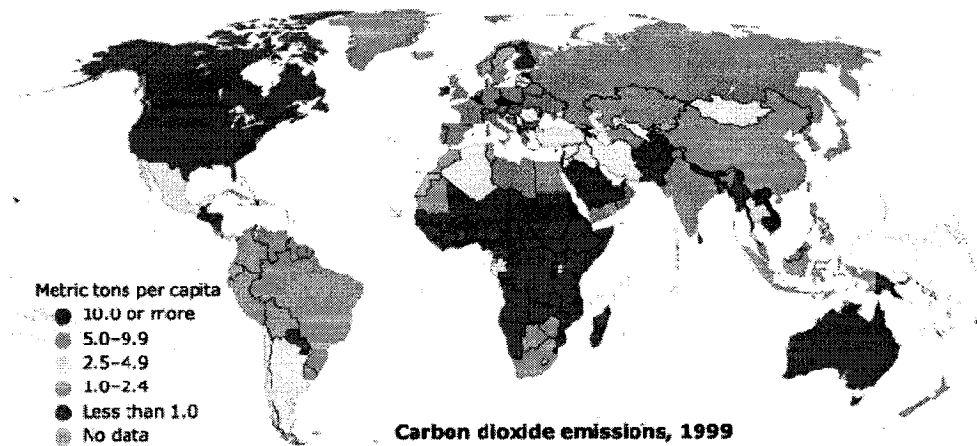 Metric tons per capita
10.0 or more
5.0–9.9
2.5–4.9
1.0–2.4
Less than 1.0
No data
Carbon dioxide emissions, 1999